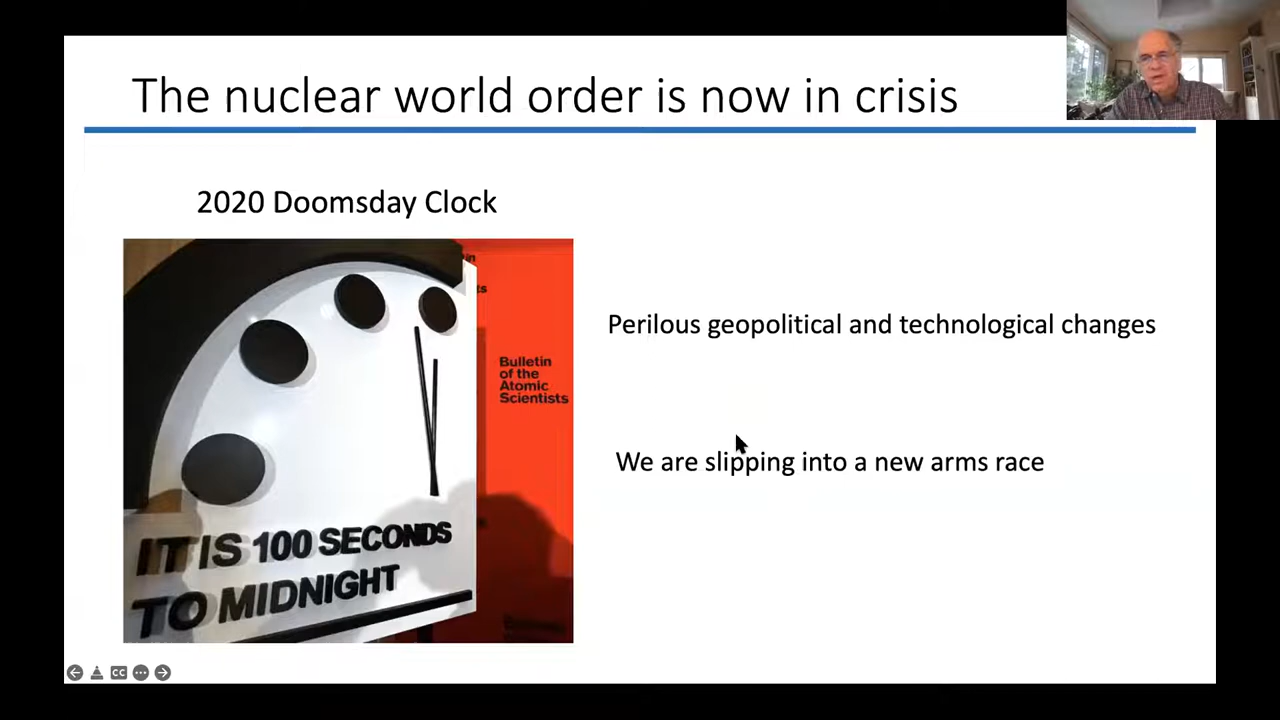 The nuclear world order is now in crisis
2020 Doomsday Clock
Bulletin
of the
Atomic
Scientists
IT IS 100 SECONDS
TO MIDNIGHT
Perilous geopolitical and technological changes
We are slipping into a new arms race
CC